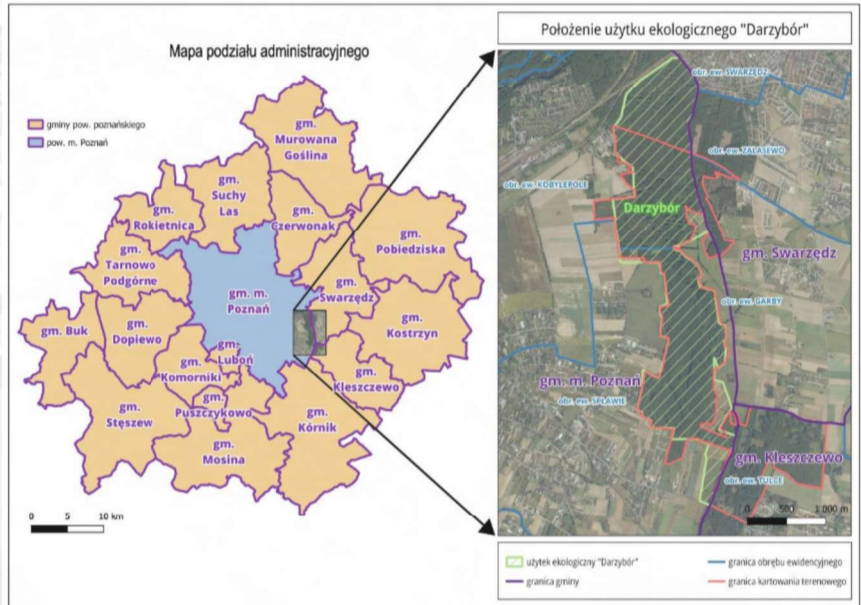 Mapa podziału administracyjnego
gminy pow. poznańskiego
pow. m. Poznań
gm.
Murowana
Goślina
gm.
Suchy
Las
gm.
Rokietnica
gm.
Czerwonak
gm.
Pobiedziska
gm.
Tarnowo
Podgórne
gm.
Swarzędz
gm. m.
Poznań
gm. Buk
gm.
Dopiewo
gm.
Kostrzyn
gm.
Luboń
gm.
Komorniki
gm.
Kleszczewo
gm.
Puszczykowo
gm.
Stęszew
gm.
Kórnik
gm.
Mosina
0 5 10 km
Położenie użytku ekologicznego "Darzybór"
obr. ew. SWARZĘDZ
obr. ew. ZALASEWO
obr. ew. KOBYLEPOLE
Darzybór
gm. Swarzędz
obr. ew. GARBY
gm. m. Poznań
obr. ew. SPŁAWIE
gm. Kleszczewo
obr. ew. TULCE
0 500 1 000 m
użytek ekologiczny "Darzybór"
granica obrębu ewidencyjnego
granica gminy
granica kartowania terenowego